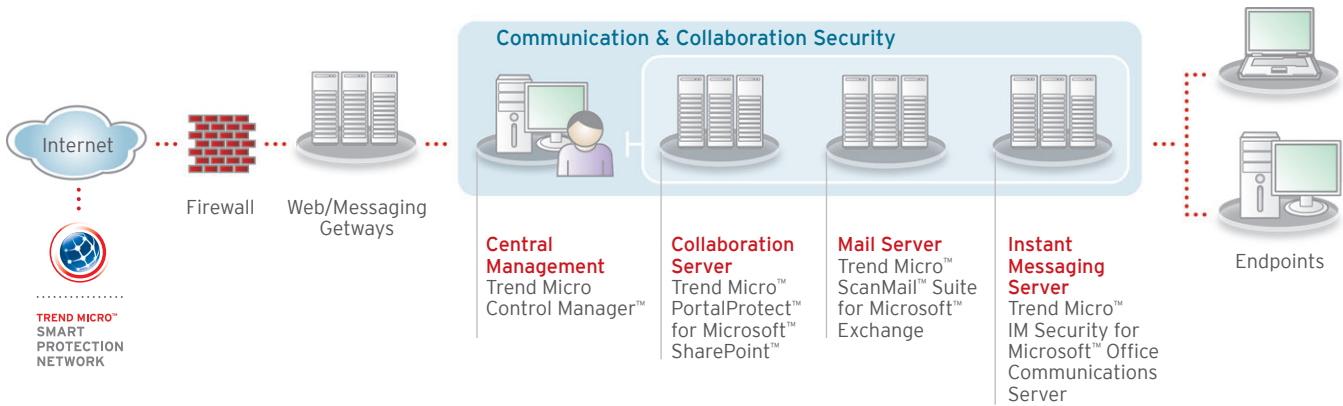 Communication & Collaboration Security
Internet
Firewall
Web/Messaging
Getways
TREND MICRO™
SMART
PROTECTION
NETWORK
Central
Management
Trend Micro
Control Manager™
Collaboration
Server
Trend Micro™
PortalProtect™
for Microsoft™
SharePoint™
Mail Server
Trend Micro™
ScanMail™ Suite
for Microsoft™
Exchange
Instant
Messaging
Server
Trend Micro™
IM Security for
Microsoft™ Office
Communications
Server
Endpoints